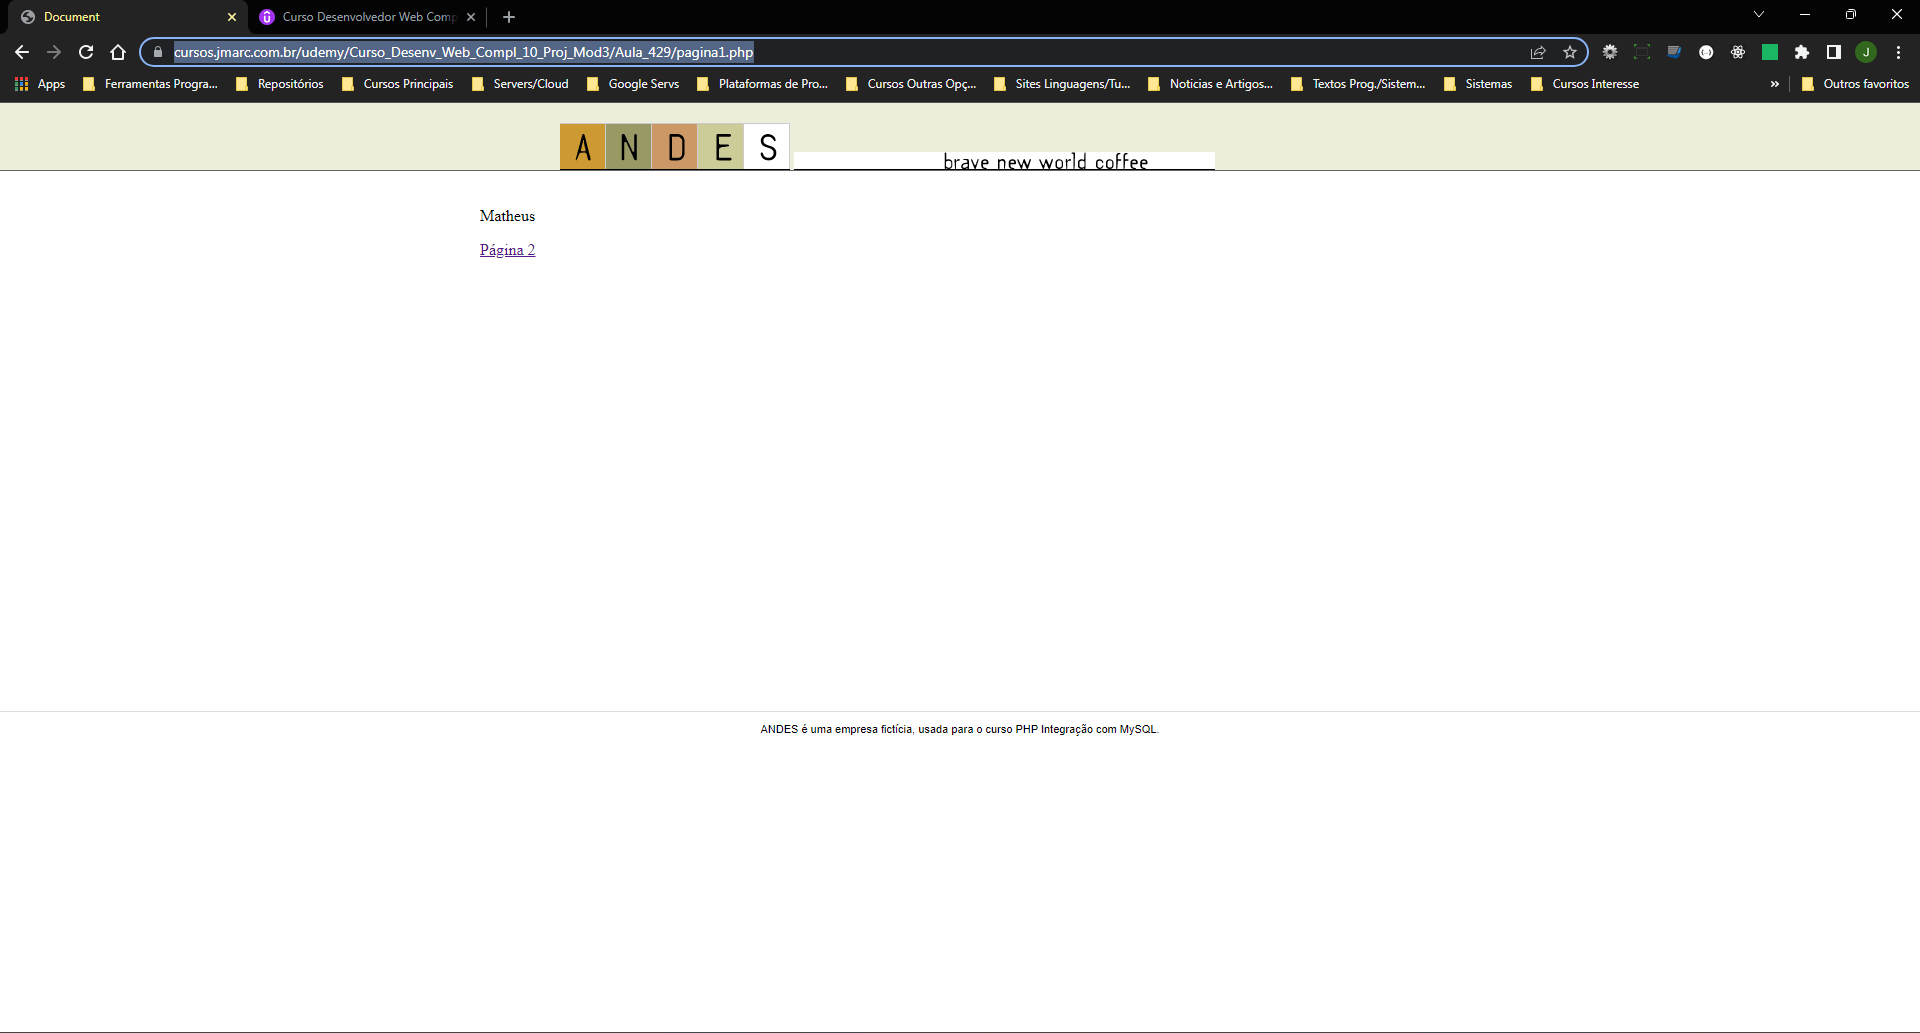 Document
Curso Desenvolvedor Web Comp
cursos.jmarc.com.br/udemy/Curso_Desenv_Web_Compl_10_Proj_Mod3/Aula_429/pagina1.php
J
Apps Ferramentas Progra... Repositórios Cursos Principais Servers/Cloud Google Servs Plataformas de Pro... Cursos Outras Opç... Sites Linguagens/Tu... Noticias e Artigos... Textos Prog./Sistem... Sistemas Cursos Interesse » Outros favoritos
ANDES
brave new world coffee
Matheus
Página 2
ANDES é uma empresa fictícia, usada para o curso PHP Integração com MySQL.